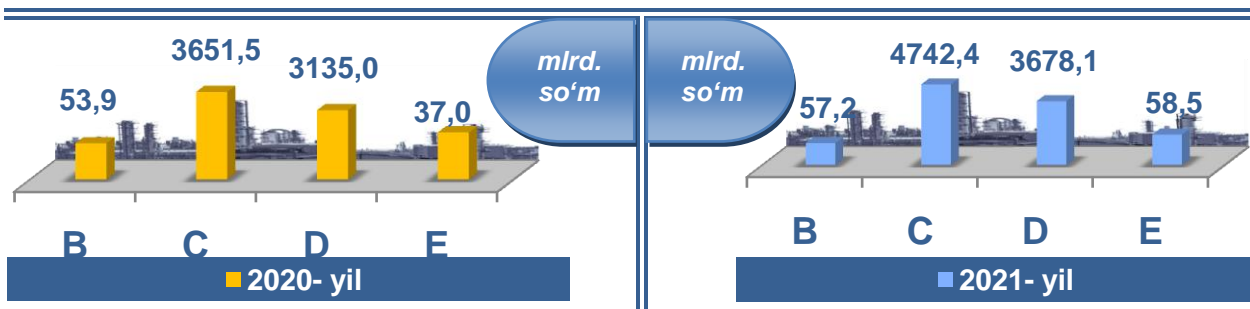 53,9
3651,5
3135,0
37,0
mlrd.
so‘m
B C D E
2020- yil
mlrd.
so‘m
57,2
4742,4
3678,1
58,5
B C D E
2021- yil